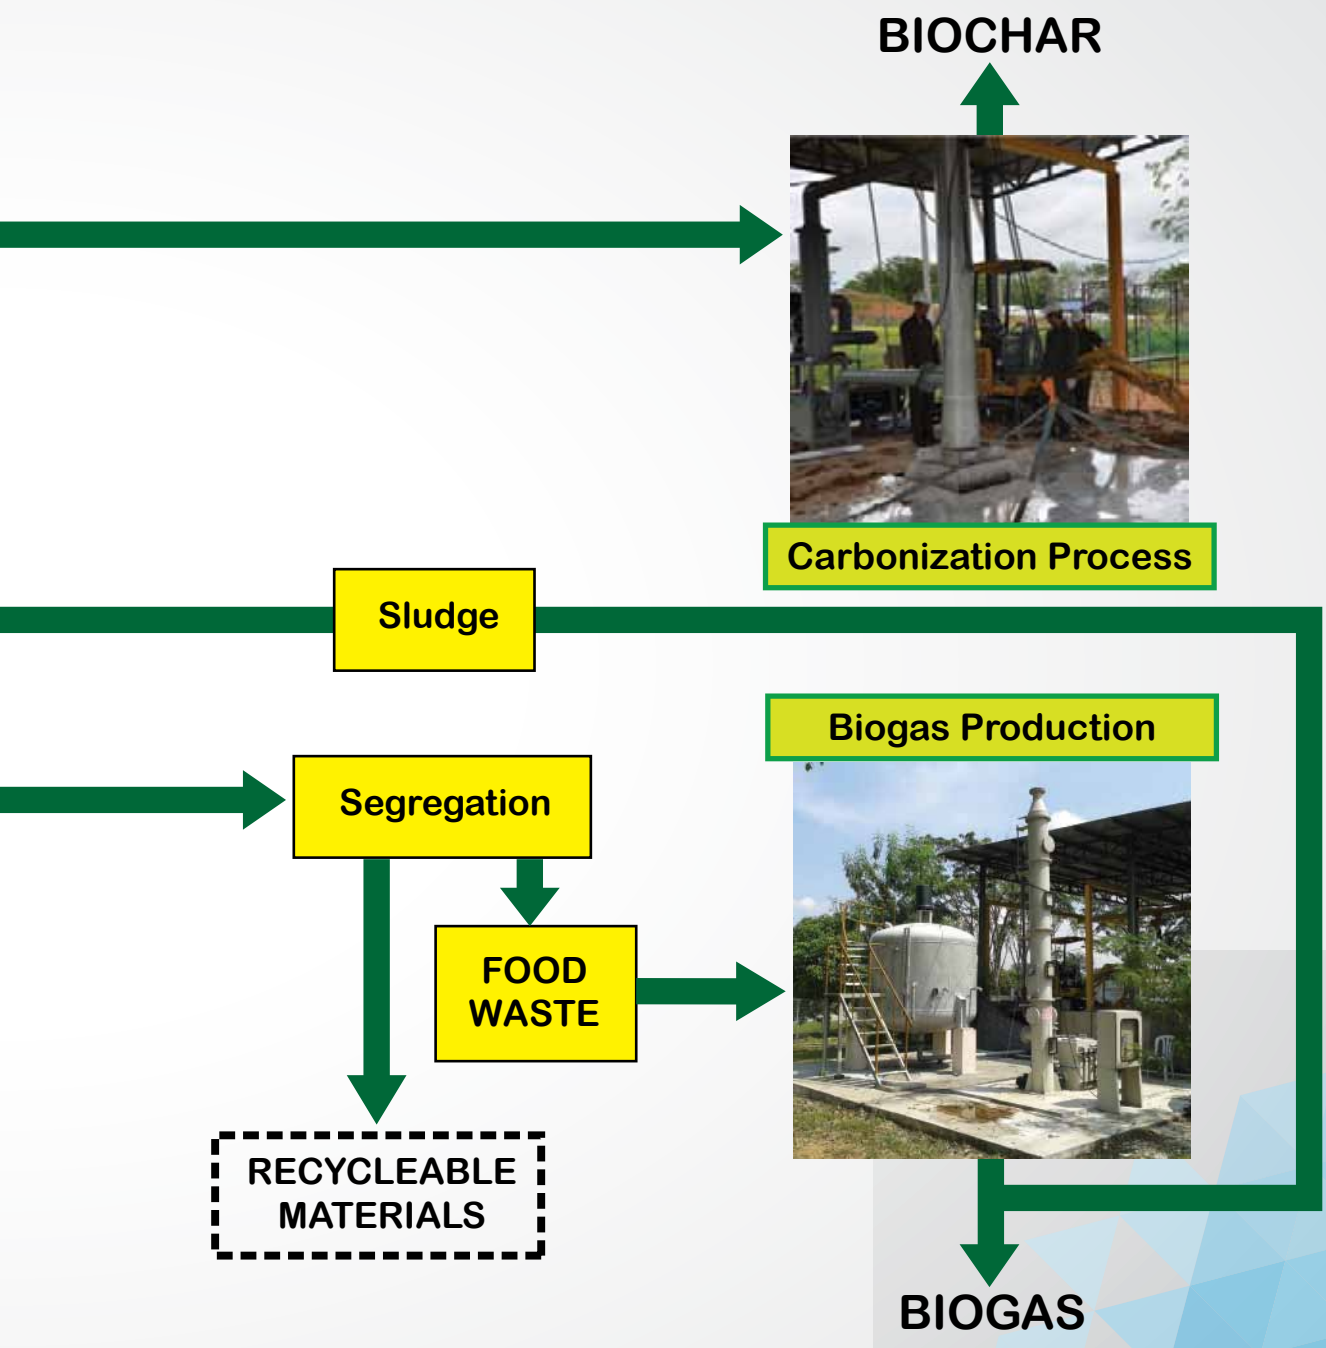 BIOCHAR
Carbonization Process
Sludge
Biogas Production
Segregation
FOOD
WASTE
RECYCLEABLE
MATERIALS
BIOGAS